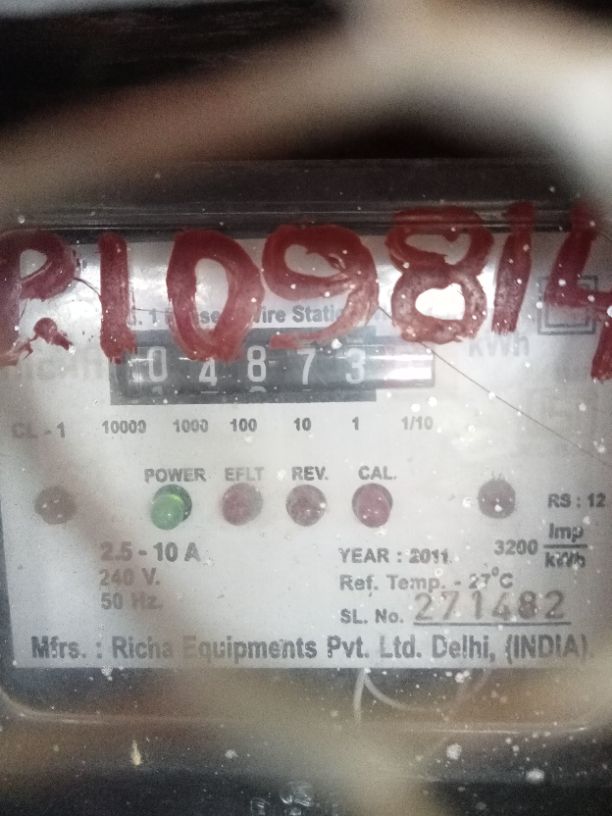 P109814
kWh
0 4 8 7 3
CL - 1 10000 1000 100 10 1 1/10
POWER EFLT REV. CAL.
RS : 12
2.5 - 10 A
3200 Imp/kWh
240 V.
YEAR : 2011.
50 Hz.
Ref. Temp. - 27°C
SL. No. 271482
Mfrs. : Richa Equipments Pvt. Ltd. Delhi, (INDIA).